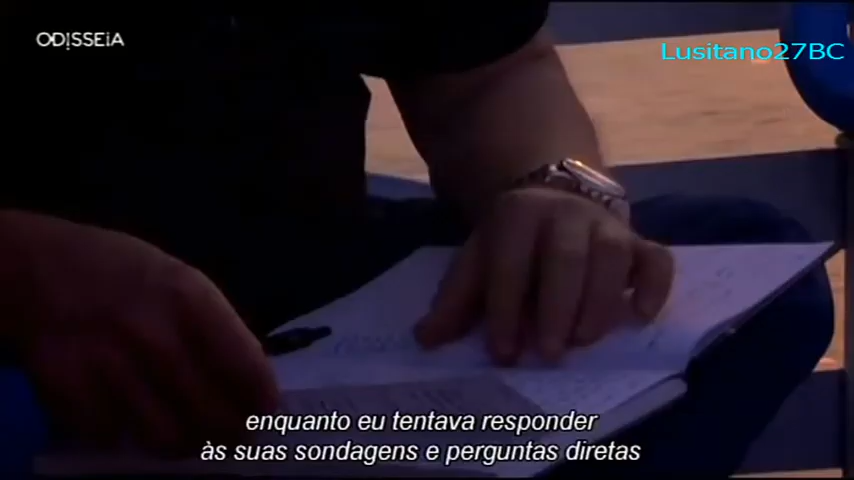 ODISSEIA
Lusitano27BC
enquanto eu tentava responder
às suas sondagens e perguntas diretas